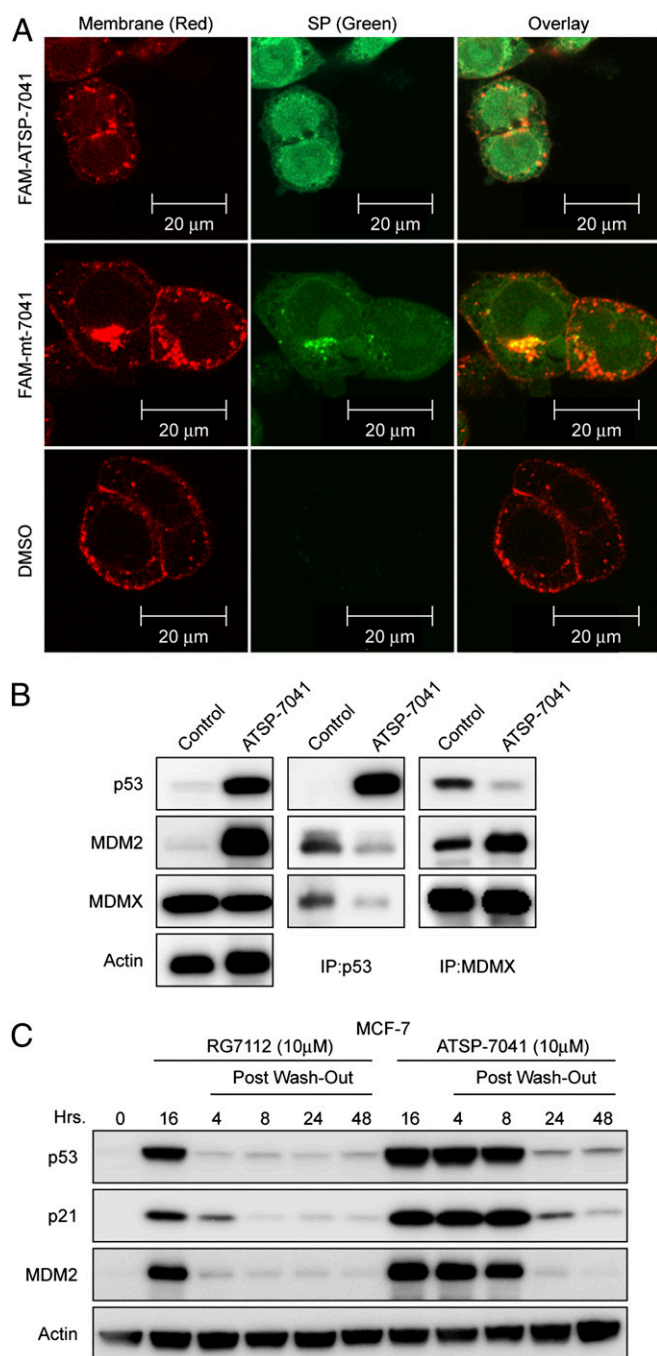 A
Membrane (Red) SP (Green) Overlay
FAM-ATSP-7041
20 μm 20 μm 20 μm
FAM-mt-7041
20 μm 20 μm 20 μm
DMSO
20 μm 20 μm 20 μm
B
Control ATSP-7041 Control ATSP-7041 Control ATSP-7041
p53
MDM2
MDMX
Actin
IP:p53 IP:MDMX
C
MCF-7
RG7112 (10μM) ATSP-7041 (10μM)
Post Wash-Out Post Wash-Out
Hrs. 0 16 4 8 24 48 16 4 8 24 48
p53
p21
MDM2
Actin